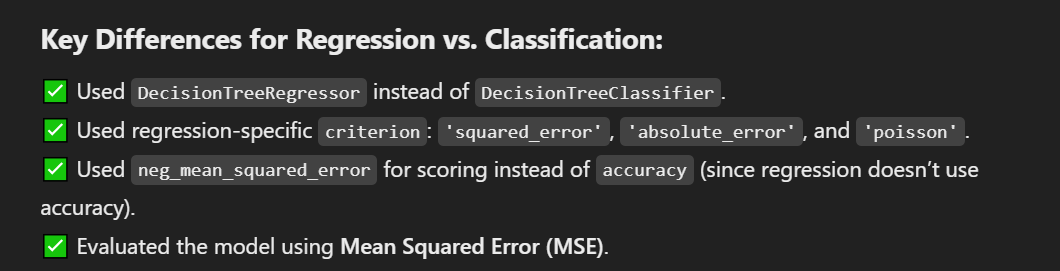 Key Differences for Regression vs. Classification:
✅ Used DecisionTreeRegressor instead of DecisionTreeClassifier.
✅ Used regression-specific criterion: 'squared_error', 'absolute_error', and 'poisson'.
✅ Used neg_mean_squared_error for scoring instead of accuracy (since regression doesn’t use
accuracy).
✅ Evaluated the model using Mean Squared Error (MSE).